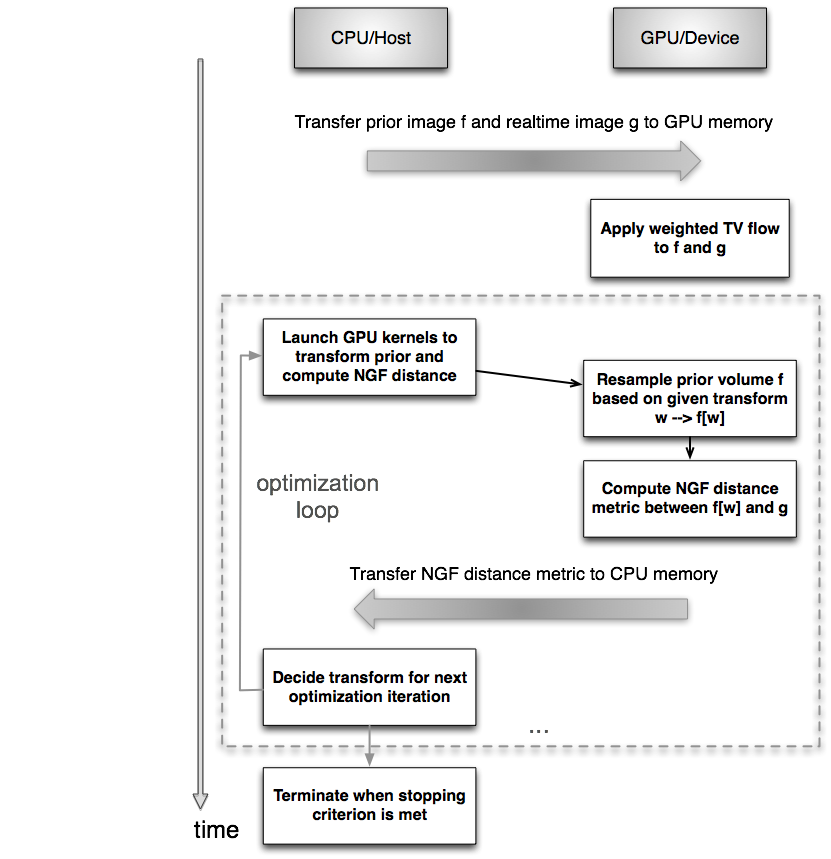 CPU/Host
GPU/Device
Transfer prior image f and realtime image g to GPU memory
Apply weighted TV flow
to f and g
Launch GPU kernels to
transform prior and
compute NGF distance
Resample prior volume f
based on given transform
w --> f[w]
optimization
loop
Compute NGF distance
metric between f[w] and g
Transfer NGF distance metric to CPU memory
Decide transform for next
optimization iteration
...
Terminate when stopping
criterion is met
time